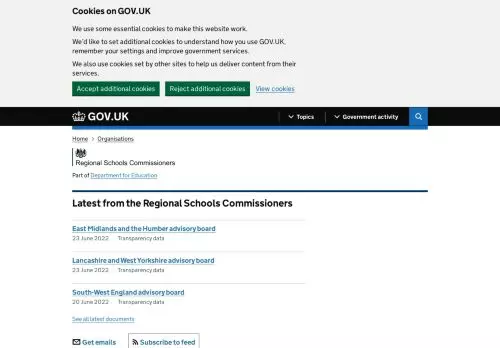 Cookies on GOV.UK
We use some essential cookies to make this website work.
We'd like to set additional cookies to understand how you use GOV.UK,
remember your settings and improve government services.
We also use cookies set by other sites to help us deliver content from their
services.
Accept additional cookies
Reject additional cookies
View cookies
GOV.UK
Topics
Government activity
Home
Organisations
Regional Schools Commissioners
Part of Department for Education
Latest from the Regional Schools Commissioners
East Midlands and the Humber advisory board
23 June 2022 Transparency data
Lancashire and West Yorkshire advisory board
23 June 2022 Transparency data
South-West England advisory board
20 June 2022 Transparency data
See all latest documents
Get emails
Subscribe to feed